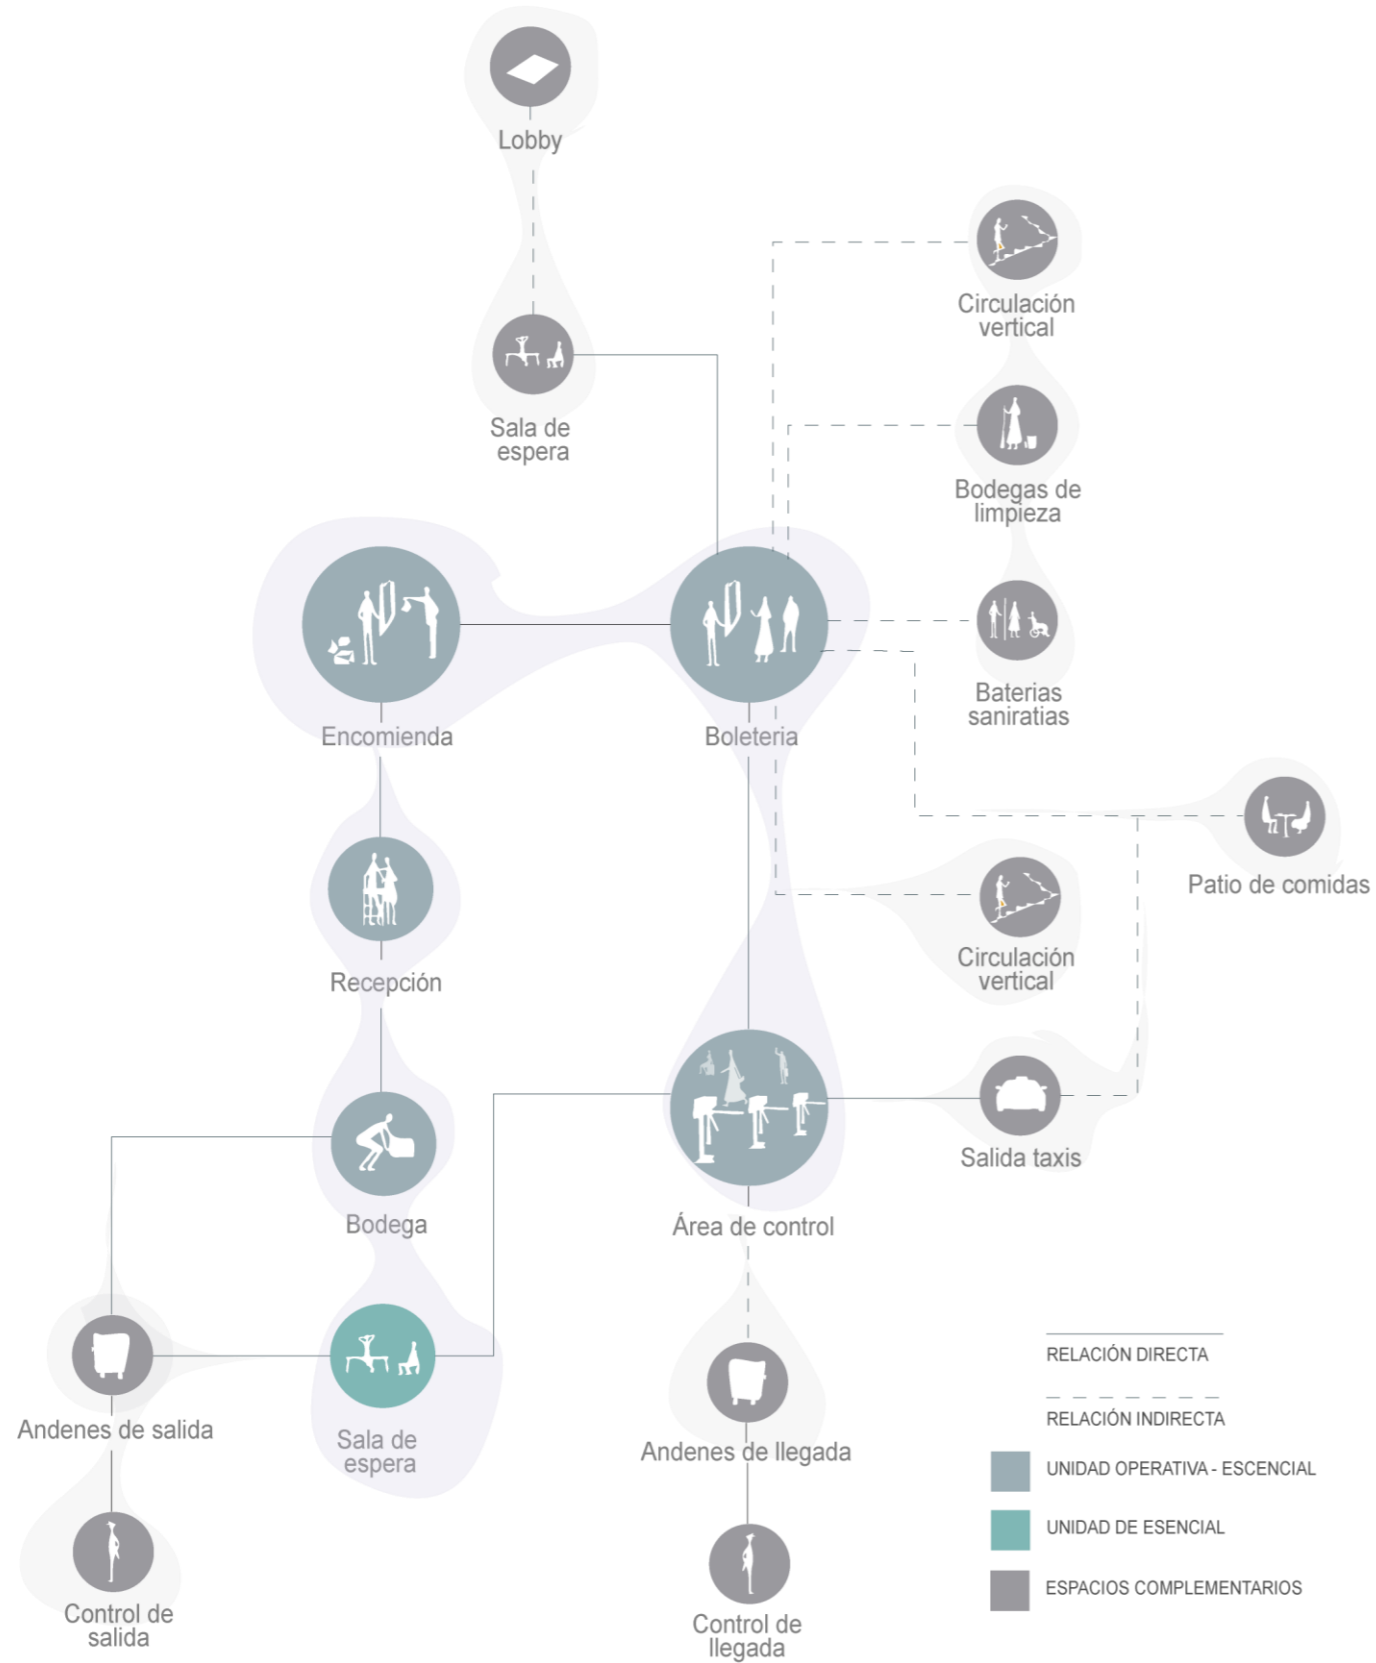 Lobby
Circulación
vertical
Sala de
espera
Bodegas de
limpieza
Baterias
saniratias
Encomienda
Boleteria
Patio de comidas
Circulación
vertical
Recepción
Salida taxis
Bodega
Área de control
Andenes de salida
Sala de
espera
Andenes de llegada
Control de
salida
Control de
llegada
RELACIÓN DIRECTA
RELACIÓN INDIRECTA
UNIDAD OPERATIVA - ESCENCIAL
UNIDAD DE ESENCIAL
ESPACIOS COMPLEMENTARIOS